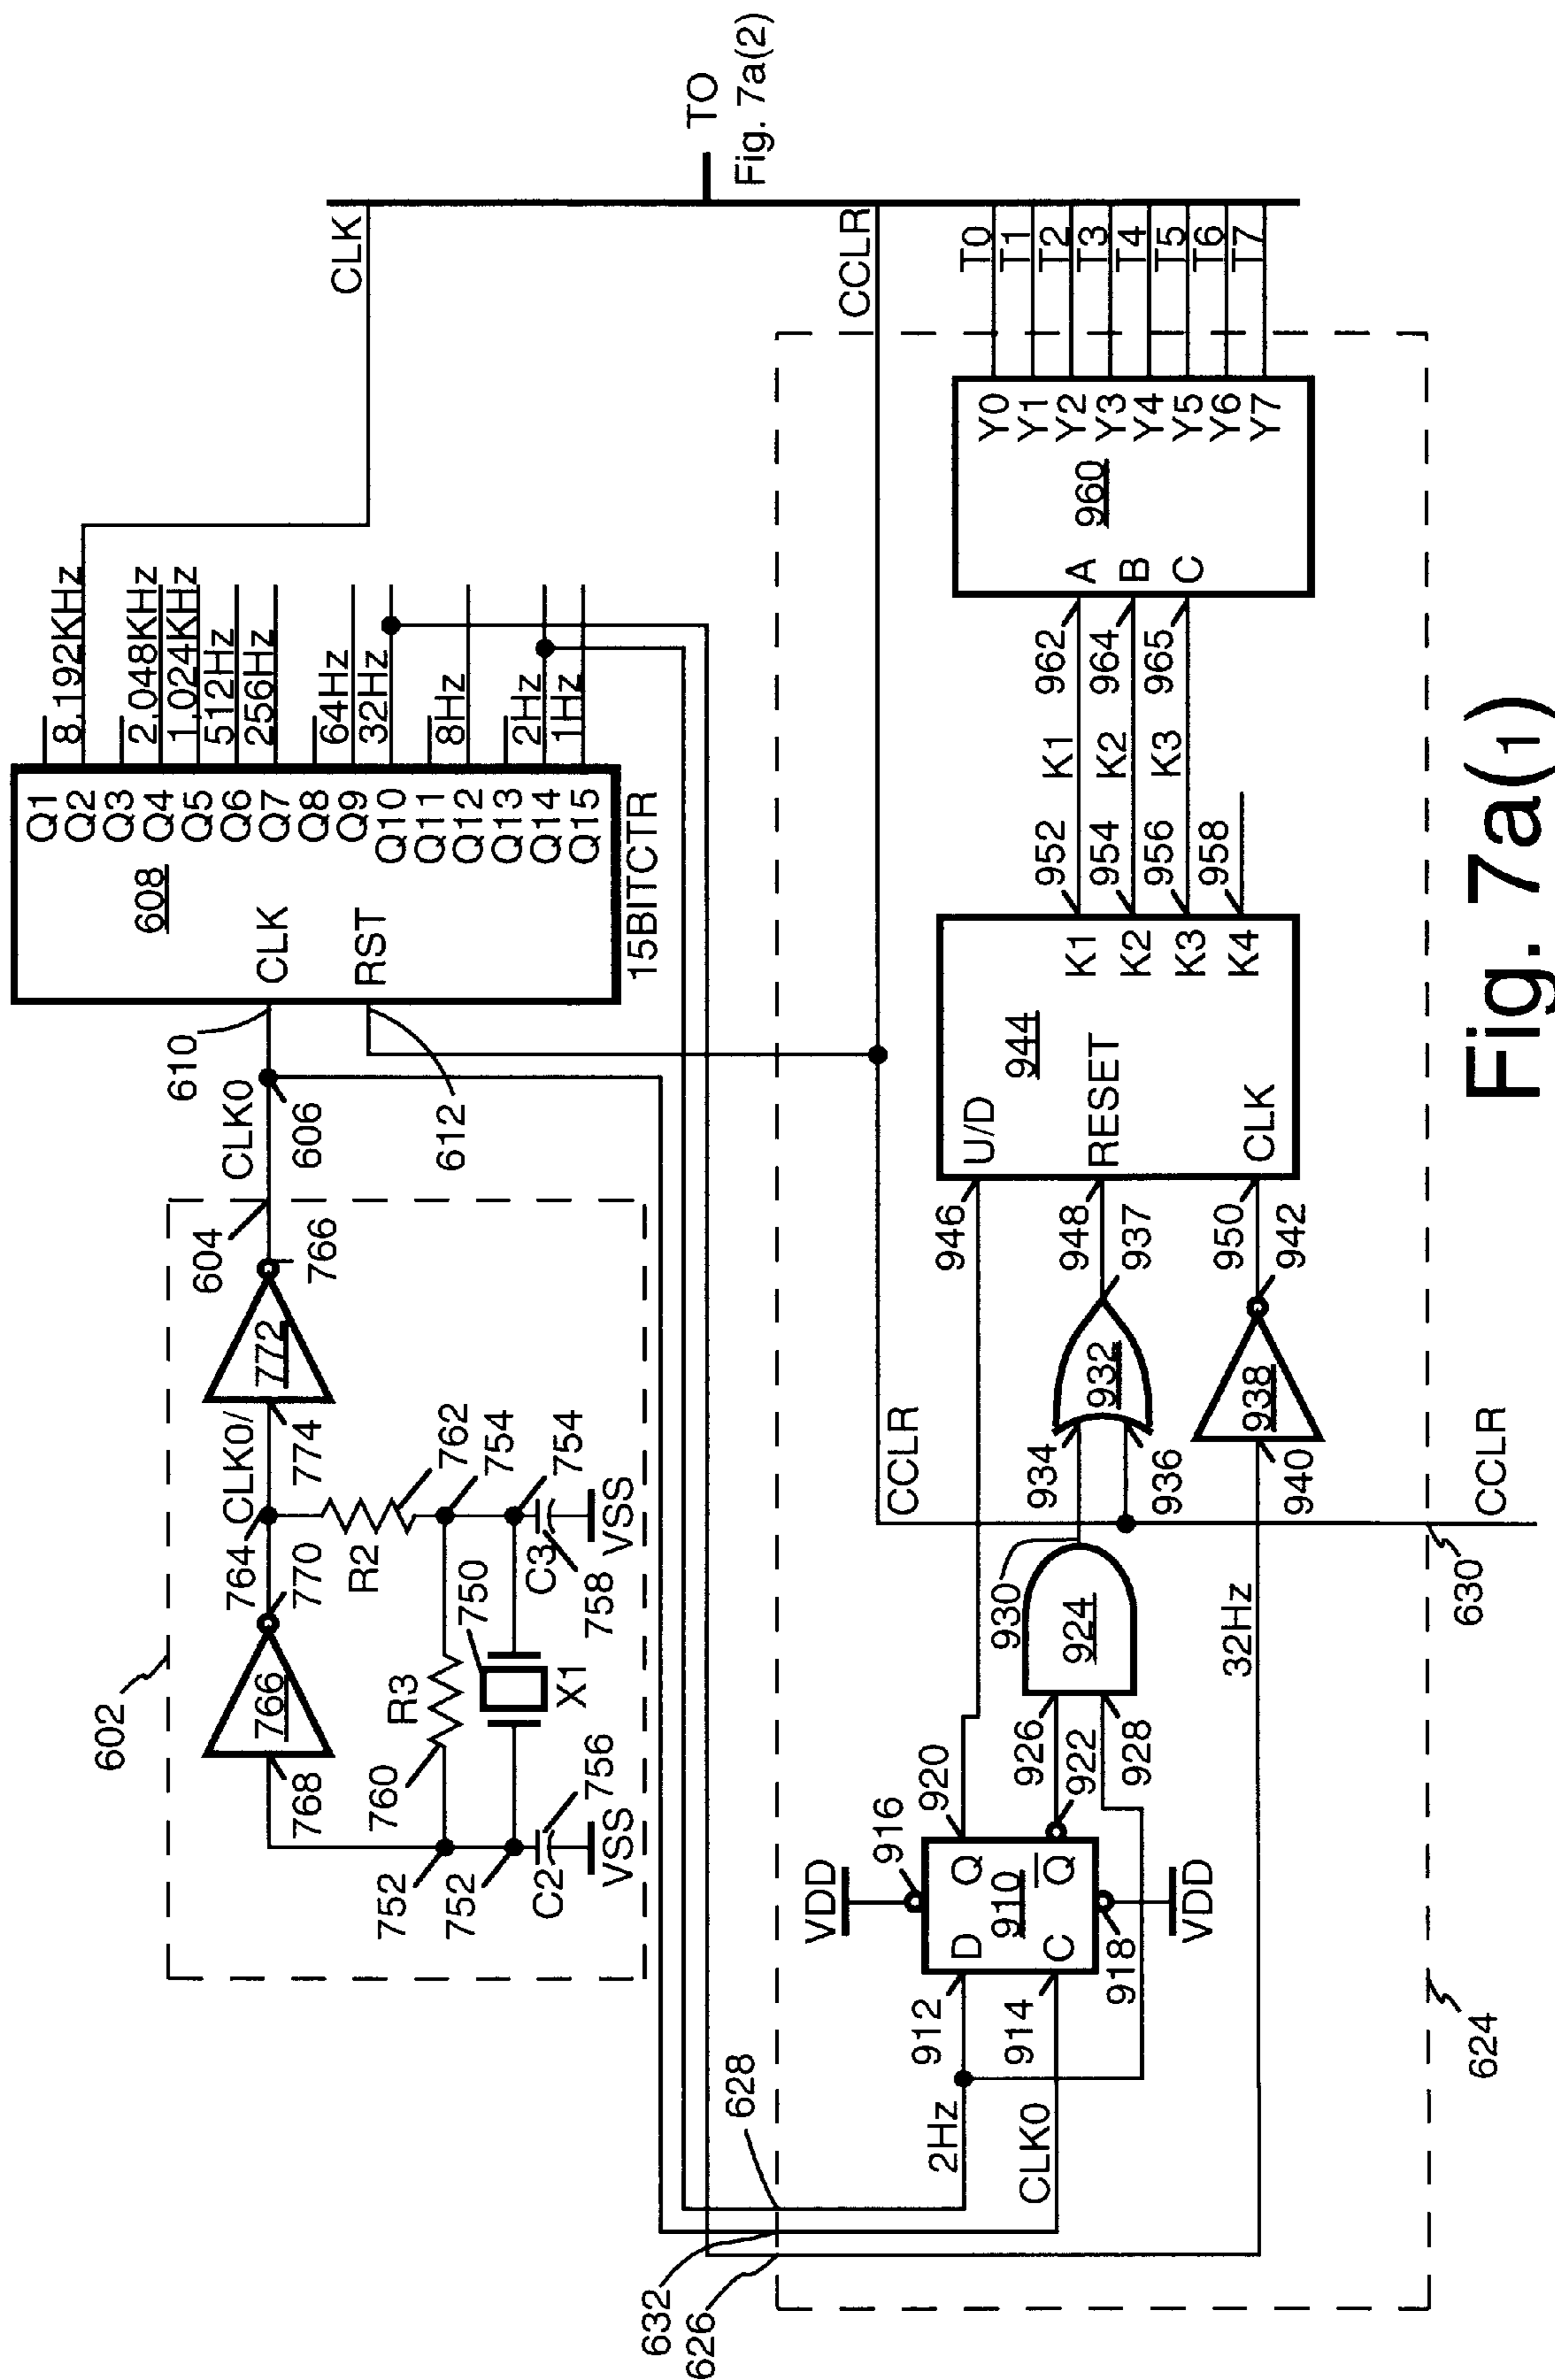 602
766
768
770
764
CLK0/
774
772
766
604
CLK0
606
610
612
R2
762
R3
760
750
X1
752
752
754
754
C2
756
VSS
C3
758
VSS
608
CLK
RST
15BITCTR
Q1
Q2
Q3
Q4
Q5
Q6
Q7
Q8
Q9
Q10
Q11
Q12
Q13
Q14
Q15
8.192KHz
2.048KHz
1.024KHz
512Hz
256Hz
64Hz
32Hz
8Hz
2Hz
1Hz
CLK
TO
Fig. 7a(2)
CCLR
T0
T1
T2
T3
T4
T5
T6
T7
632
626
628
2Hz
CLK0
912
914
VDD
916
D
Q
910
C
Q
918
VDD
920
926
922
928
924
930
CCLR
934
936
932
937
948
946
32Hz
940
938
942
950
630
CCLR
624
U/D
RESET
CLK
944
K1
K2
K3
K4
952
954
956
958
K1
K2
K3
962
964
965
A
B
C
960
Y0
Y1
Y2
Y3
Y4
Y5
Y6
Y7
Fig. 7a(1)